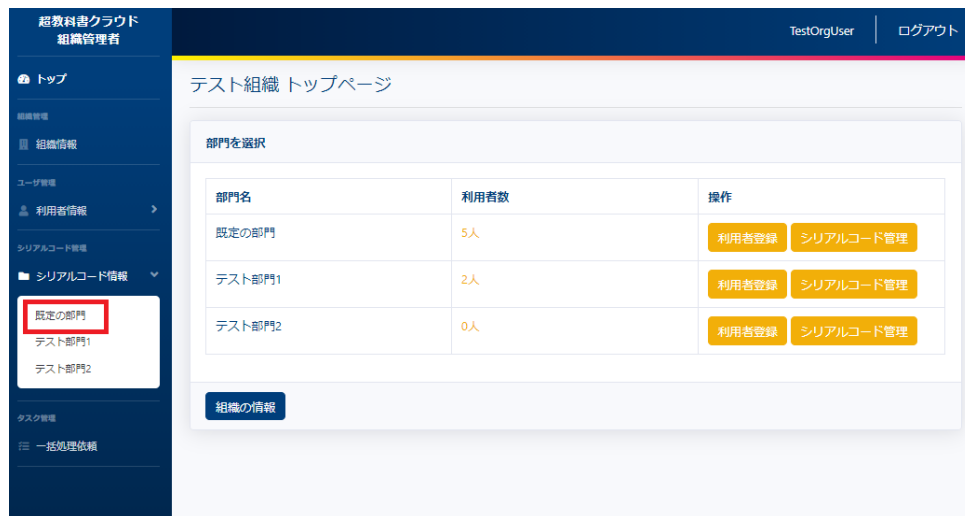 超教科書クラウド
組織管理者
TestOrgUser
ログアウト
トップ
組織管理
組織情報
ユーザ管理
利用者情報
シリアルコード管理
シリアルコード情報
既定の部門
テスト部門1
テスト部門2
タスク管理
一括処理依頼
テスト組織 トップページ
部門を選択
部門名 利用者数 操作
既定の部門 5人 利用者登録 シリアルコード管理
テスト部門1 2人 利用者登録 シリアルコード管理
テスト部門2 0人 利用者登録 シリアルコード管理
組織の情報